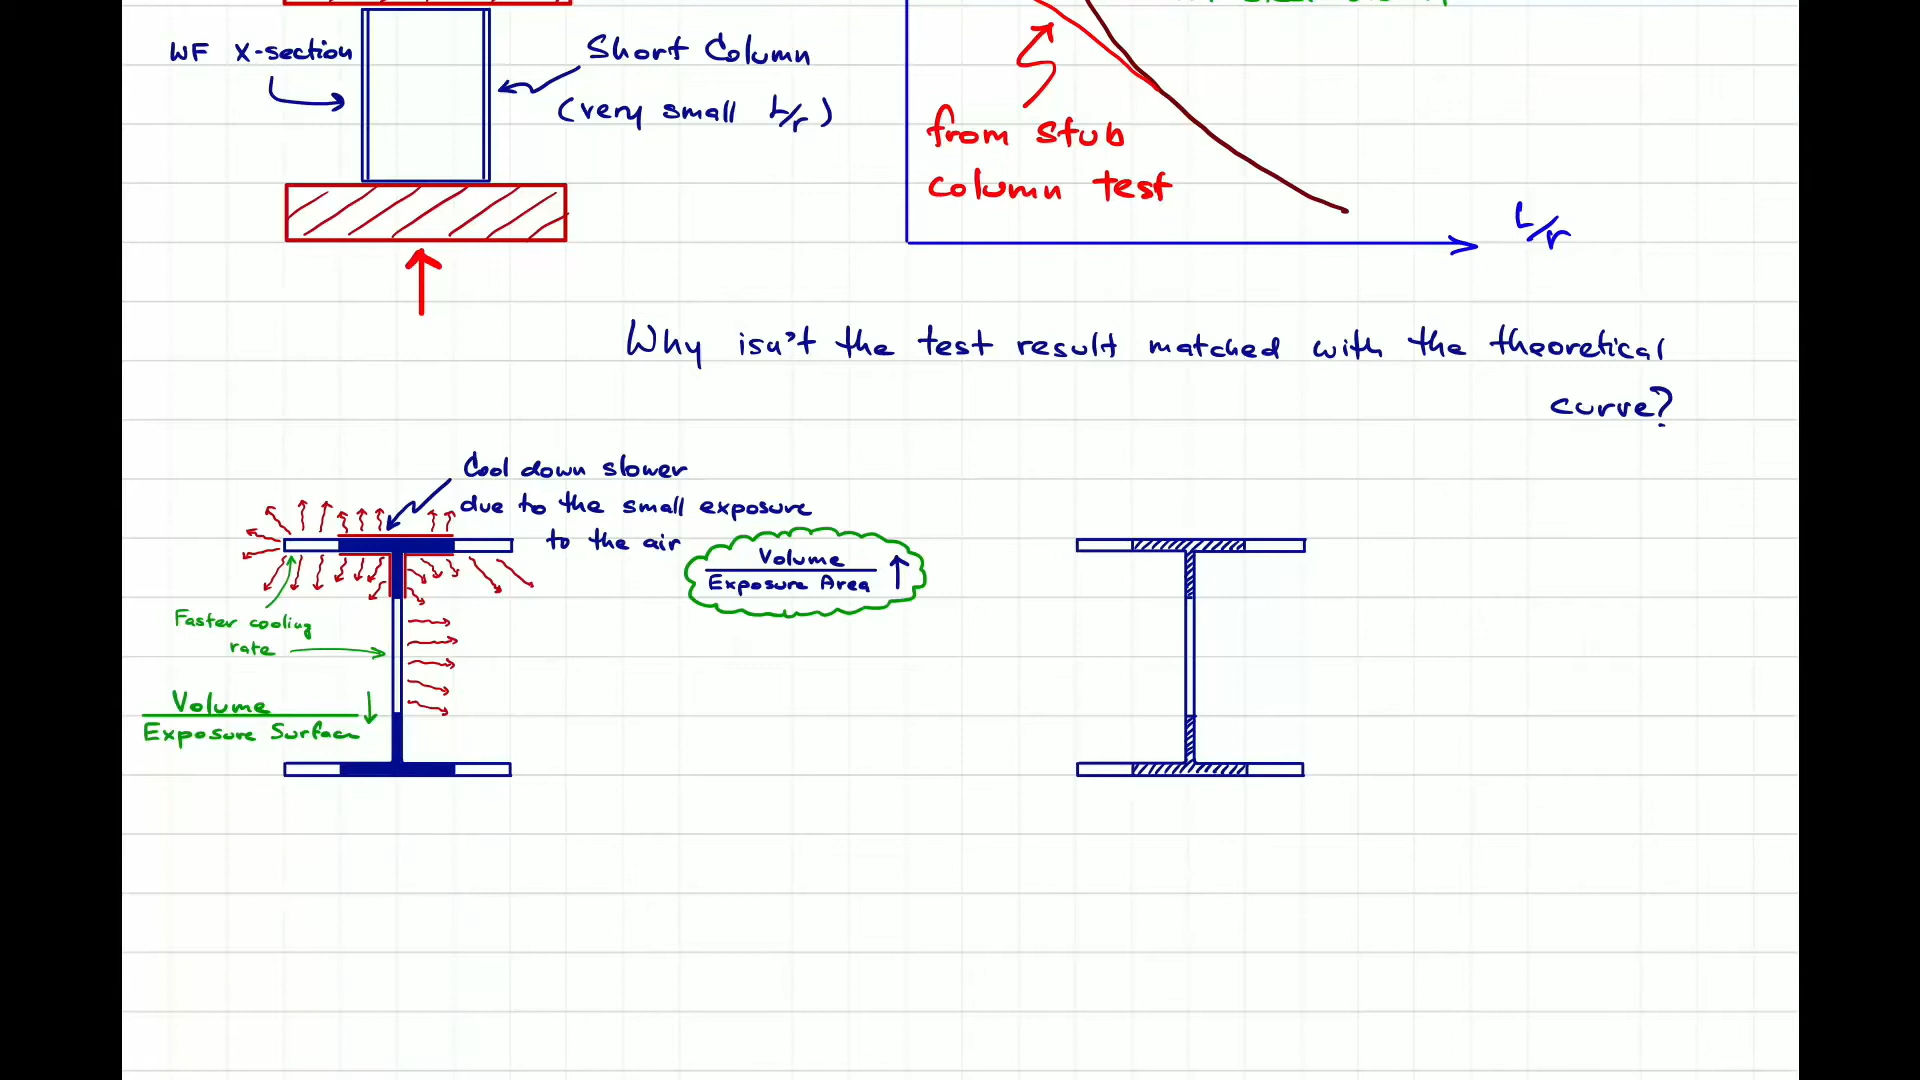 WF X-section
Short Column
(very small L/r)
from stub
column test
L/r
Why isn't the test result matched with the theoretical
curve?
Cool down slower
due to the small exposure
to the air
Volume
Exposure Area ↑
Faster cooling
rate
Volume
Exposure Surface ↓